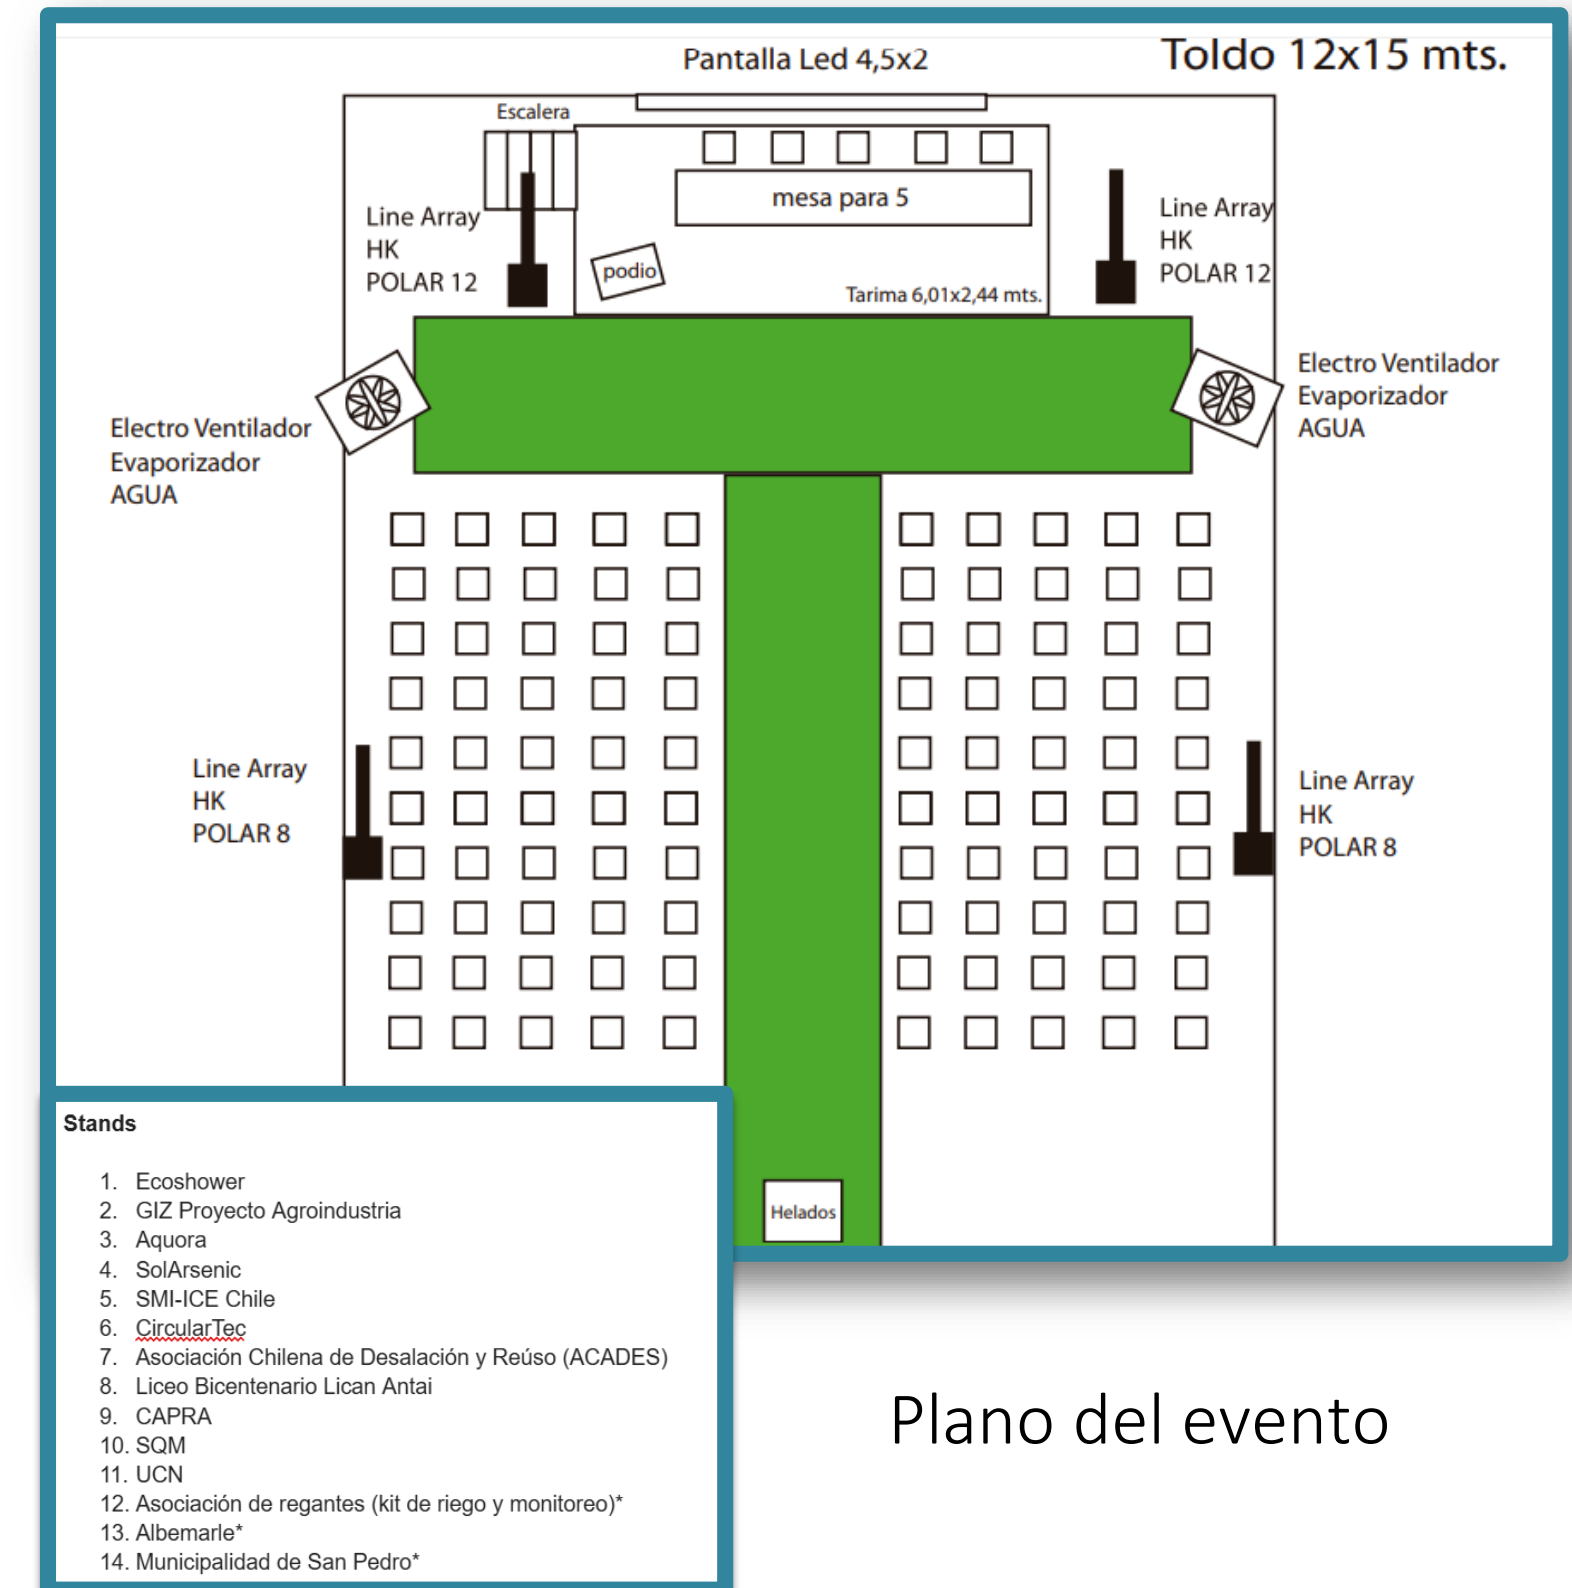 Pantalla Led 4,5x2
Toldo 12x15 mts.
Escalera
mesa para 5
Line Array
HK
POLAR 12
Line Array
HK
POLAR 12
podio
Tarima 6,01x2,44 mts.
Electro Ventilador
Evaporizador
AGUA
Electro Ventilador
Evaporizador
AGUA
Line Array
HK
POLAR 8
Line Array
HK
POLAR 8
Helados
Stands
1. Ecoshower
2. GIZ Proyecto Agroindustria
3. Aquora
4. SolArsenic
5. SMI-ICE Chile
6. CircularTec
7. Asociación Chilena de Desalación y Reúso (ACADES)
8. Liceo Bicentenario Lican Antai
9. CAPRA
10. SQM
11. UCN
12. Asociación de regantes (kit de riego y monitoreo)*
13. Albemarle*
14. Municipalidad de San Pedro*
Plano del evento